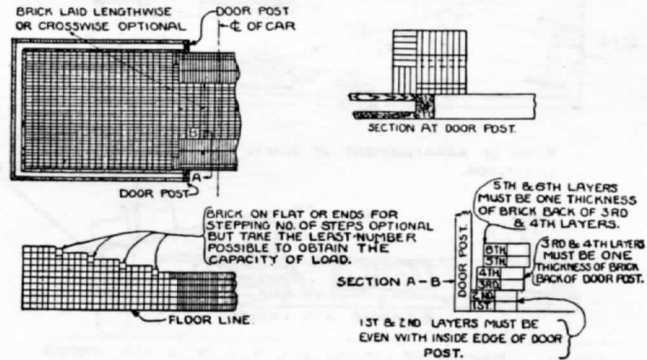 BRICK LAID LENGTHWISE
OR CROSSWISE OPTIONAL
DOOR POST
℄ OF CAR
B
A
DOOR POST
SECTION AT DOOR POST.
BRICK ON FLAT OR ENDS FOR
STEPPING NO. OF STEPS OPTIONAL
BUT TAKE THE LEAST NUMBER
POSSIBLE TO OBTAIN THE
CAPACITY OF LOAD.
FLOOR LINE.
5TH & 6TH LAYERS
MUST BE ONE THICKNESS
OF BRICK BACK OF 3RD
& 4TH LAYERS.
3RD & 4TH LAYERS
MUST BE ONE
THICKNESS OF BRICK
BACK OF DOOR POST.
DOOR POST.
6TH.
5TH.
4TH.
3RD.
2ND.
1ST.
SECTION A-B
1ST & 2ND LAYERS MUST BE
EVEN WITH INSIDE EDGE OF DOOR
POST.